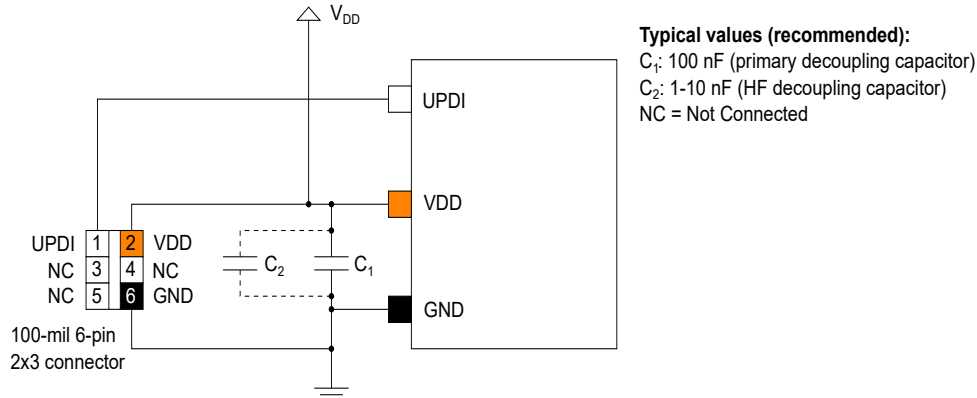 V_DD
Typical values (recommended):
C₁: 100 nF (primary decoupling capacitor)
C₂: 1-10 nF (HF decoupling capacitor)
NC = Not Connected
UPDI
VDD
UPDI 1 2 VDD
NC 3 4 NC
NC 5 6 GND
C₂
C₁
GND
100-mil 6-pin
2x3 connector